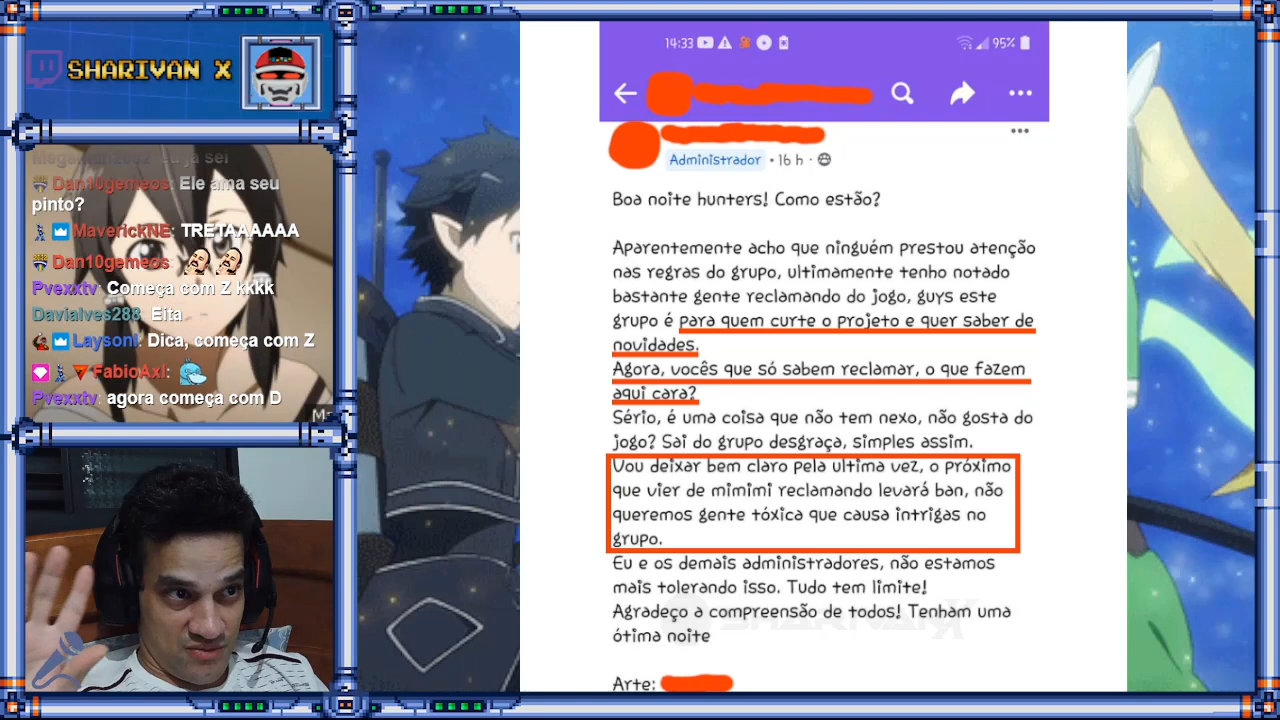 SHARIVAN X
Dan10gemeos: Ele ama seu
pinto?
MaverickNE: TRETAAAAAA
Dan10gemeos:
Pvexxtv: Começa com Z kkkk
Davialves288: Eita
Laysonl: Dica, começa com Z
FabioAxl:
Pvexxtv: agora começa com D
14:33
95%
Administrador • 16 h ·
Boa noite hunters! Como estão?
Aparentemente acho que ninguém prestou atenção
nas regras do grupo, ultimamente tenho notado
bastante gente reclamando do jogo, guys este
grupo é para quem curte o projeto e quer saber de
novidades.
Agora, vocês que só sabem reclamar, o que fazem
aqui cara?
Sério, é uma coisa que não tem nexo, não gosta do
jogo? Sai do grupo desgraça, simples assim.
Vou deixar bem claro pela ultima vez, o próximo
que vier de mimimi reclamando levará ban, não
queremos gente tóxica que causa intrigas no
grupo.
Eu e os demais administradores, não estamos
mais tolerando isso. Tudo tem limite!
Agradeço a compreensão de todos! Tenham uma
ótima noite
Arte: